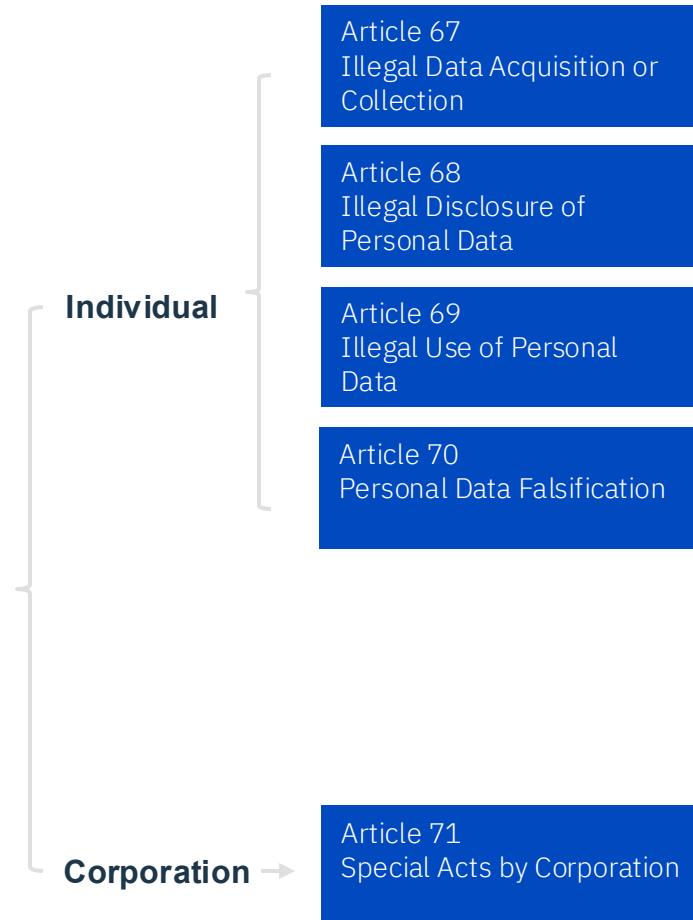 Article 67
Illegal Data Acquisition or
Collection
Article 68
Illegal Disclosure of
Personal Data
Individual
Article 69
Illegal Use of Personal
Data
Article 70
Personal Data Falsification
Article 71
Special Acts by Corporation
Corporation